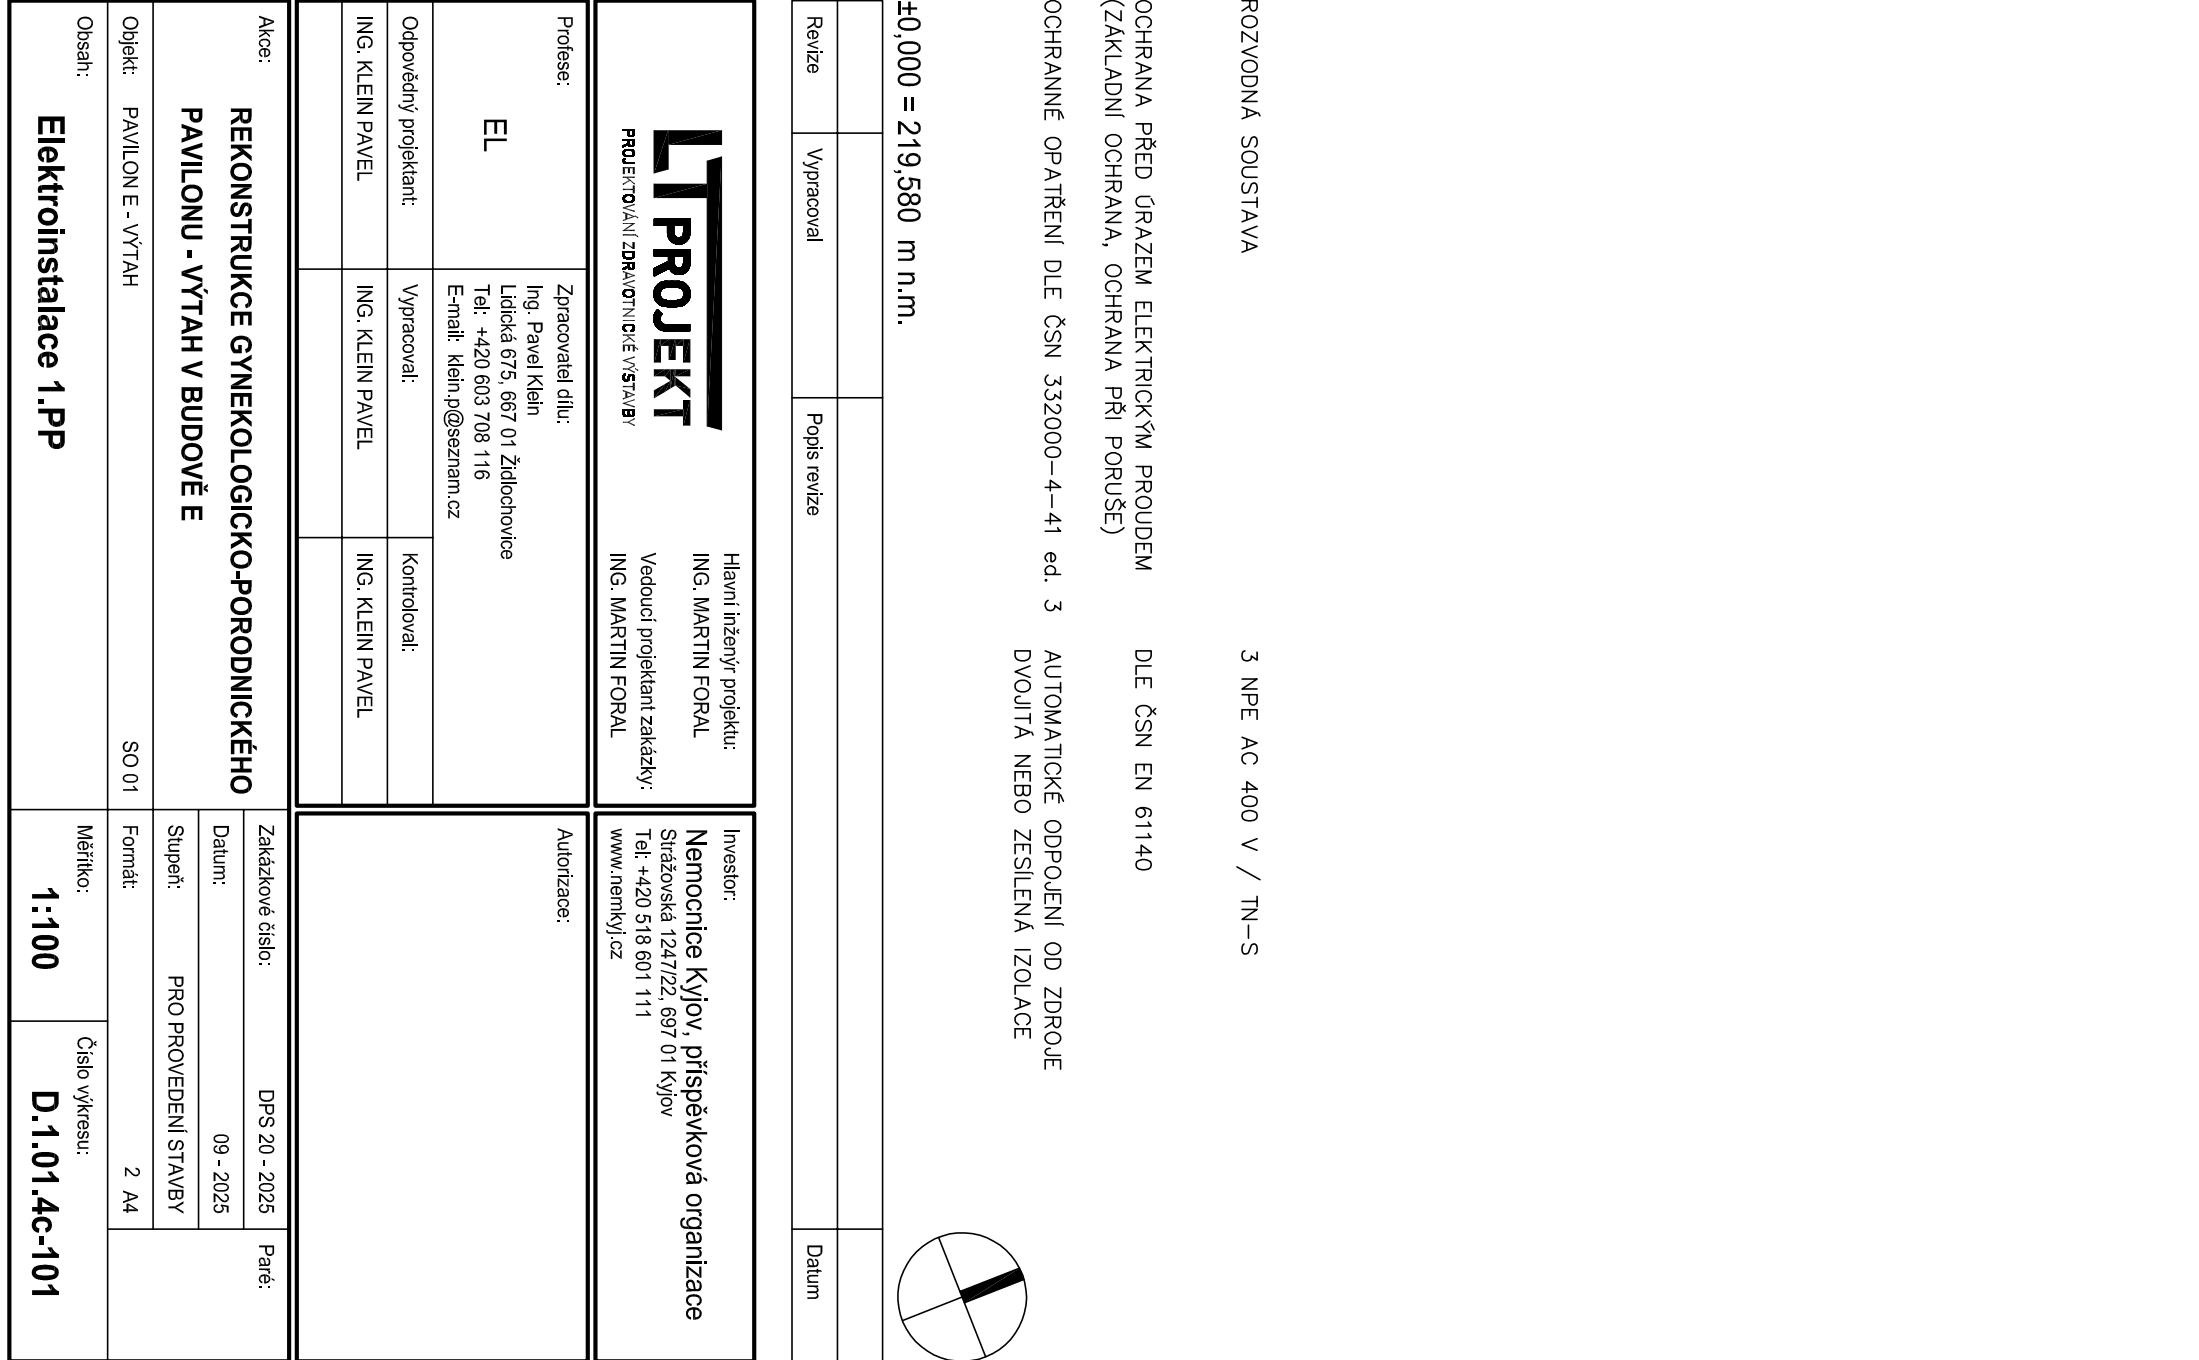 ROZVODNÁ SOUSTAVA 3 NPE AC 400 V / TN-S
OCHRANA PŘED ÚRAZEM ELEKTRICKÝM PROUDEM DLE ČSN EN 61140
(ZÁKLADNÍ OCHRANA, OCHRANA PŘI PORUŠE)
OCHRANNÉ OPATŘENÍ DLE ČSN 332000-4-41 ed. 3 AUTOMATICKÉ ODPOJENÍ OD ZDROJE
DVOJITÁ NEBO ZESÍLENÁ IZOLACE
±0,000 = 219,580 m n.m.
Revize Vypracoval Popis revize Datum
LT PROJEKT
PROJEKTOVÁNÍ ZDRAVOTNICKÉ VÝSTAVBY
Hlavní inženýr projektu:
ING. MARTIN FORAL
Vedoucí projektant zakázky:
ING. MARTIN FORAL
Investor:
Nemocnice Kyjov, příspěvková organizace
Strážovská 1247/22, 697 01 Kyjov
Tel: +420 518 601 111
www.nemkyj.cz
Profese:
EL
Zpracovatel dílu:
Ing. Pavel Klein
Lidická 675, 667 01 Židlochovice
Tel: +420 603 708 116
E-mail: klein.p@seznam.cz
Autorizace:
Odpovědný projektant: Vypracoval: Kontroloval:
ING. KLEIN PAVEL ING. KLEIN PAVEL ING. KLEIN PAVEL
Akce:
REKONSTRUKCE GYNEKOLOGICKO-PORODNICKÉHO
PAVILONU - VÝTAH V BUDOVĚ E
Zakázkové číslo: DPS 20 - 2025
Paré:
Datum: 09 - 2025
Stupeň: PRO PROVEDENÍ STAVBY
Objekt: PAVILON E - VÝTAH SO 01
Formát: 2 A4
Obsah:
Elektroinstalace 1.PP
Měřítko:
1:100
Číslo výkresu:
D.1.01.4c-101